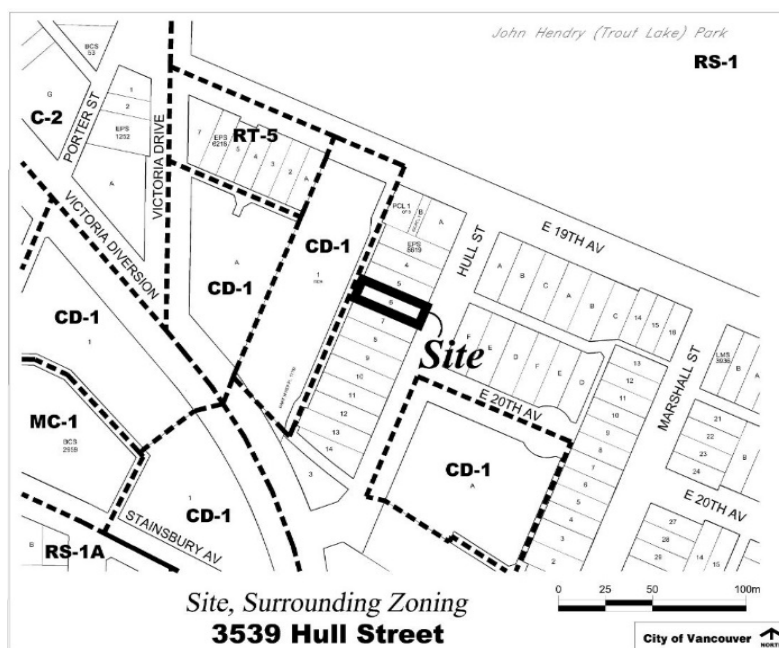 John Hendry (Trout Lake) Park
RS-1
BCS
53
G
C-2
PORTER ST
1
2
EPS
1252
A
VICTORIA DRIVE
7
EPS
6218
RT-5
5
4
3
2
A
PCL 1
B
A
EPS
8619
4
5
6
7
8
9
10
11
12
13
14
3
HULL ST
E 19TH AV
A
B
C
A
B
C
14
15
16
CD-1
1
A
CD-1
VICTORIA DIVERSION
CD-1
1
Site
F
E
D
F
E
D
E 20TH AV
MARSHALL ST
LMS
3936
B
A
13
12
11
10
9
8
7
6
5
4
3
2
21
22
23
24
B
E 20TH AV
27
28
29
14
15
CD-1
A
MC-1
BCS
2959
1
CD-1
STAINSBURY AV
B
RS-1A
Site, Surrounding Zoning
3539 Hull Street
0 25 50 100m
City of Vancouver
NORTH